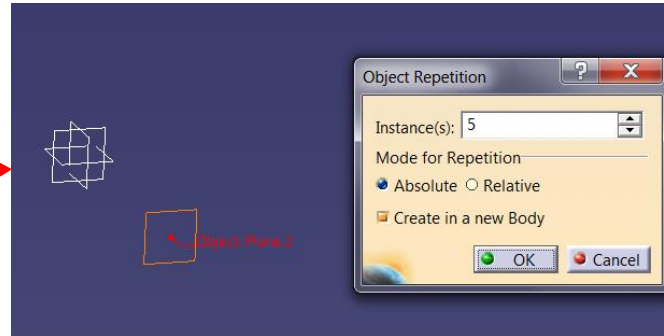 Object Repetition
?
X
Instance(s): 5
Mode for Repetition
Absolute Relative
Create in a new Body
OK Cancel
Object: Plane.2